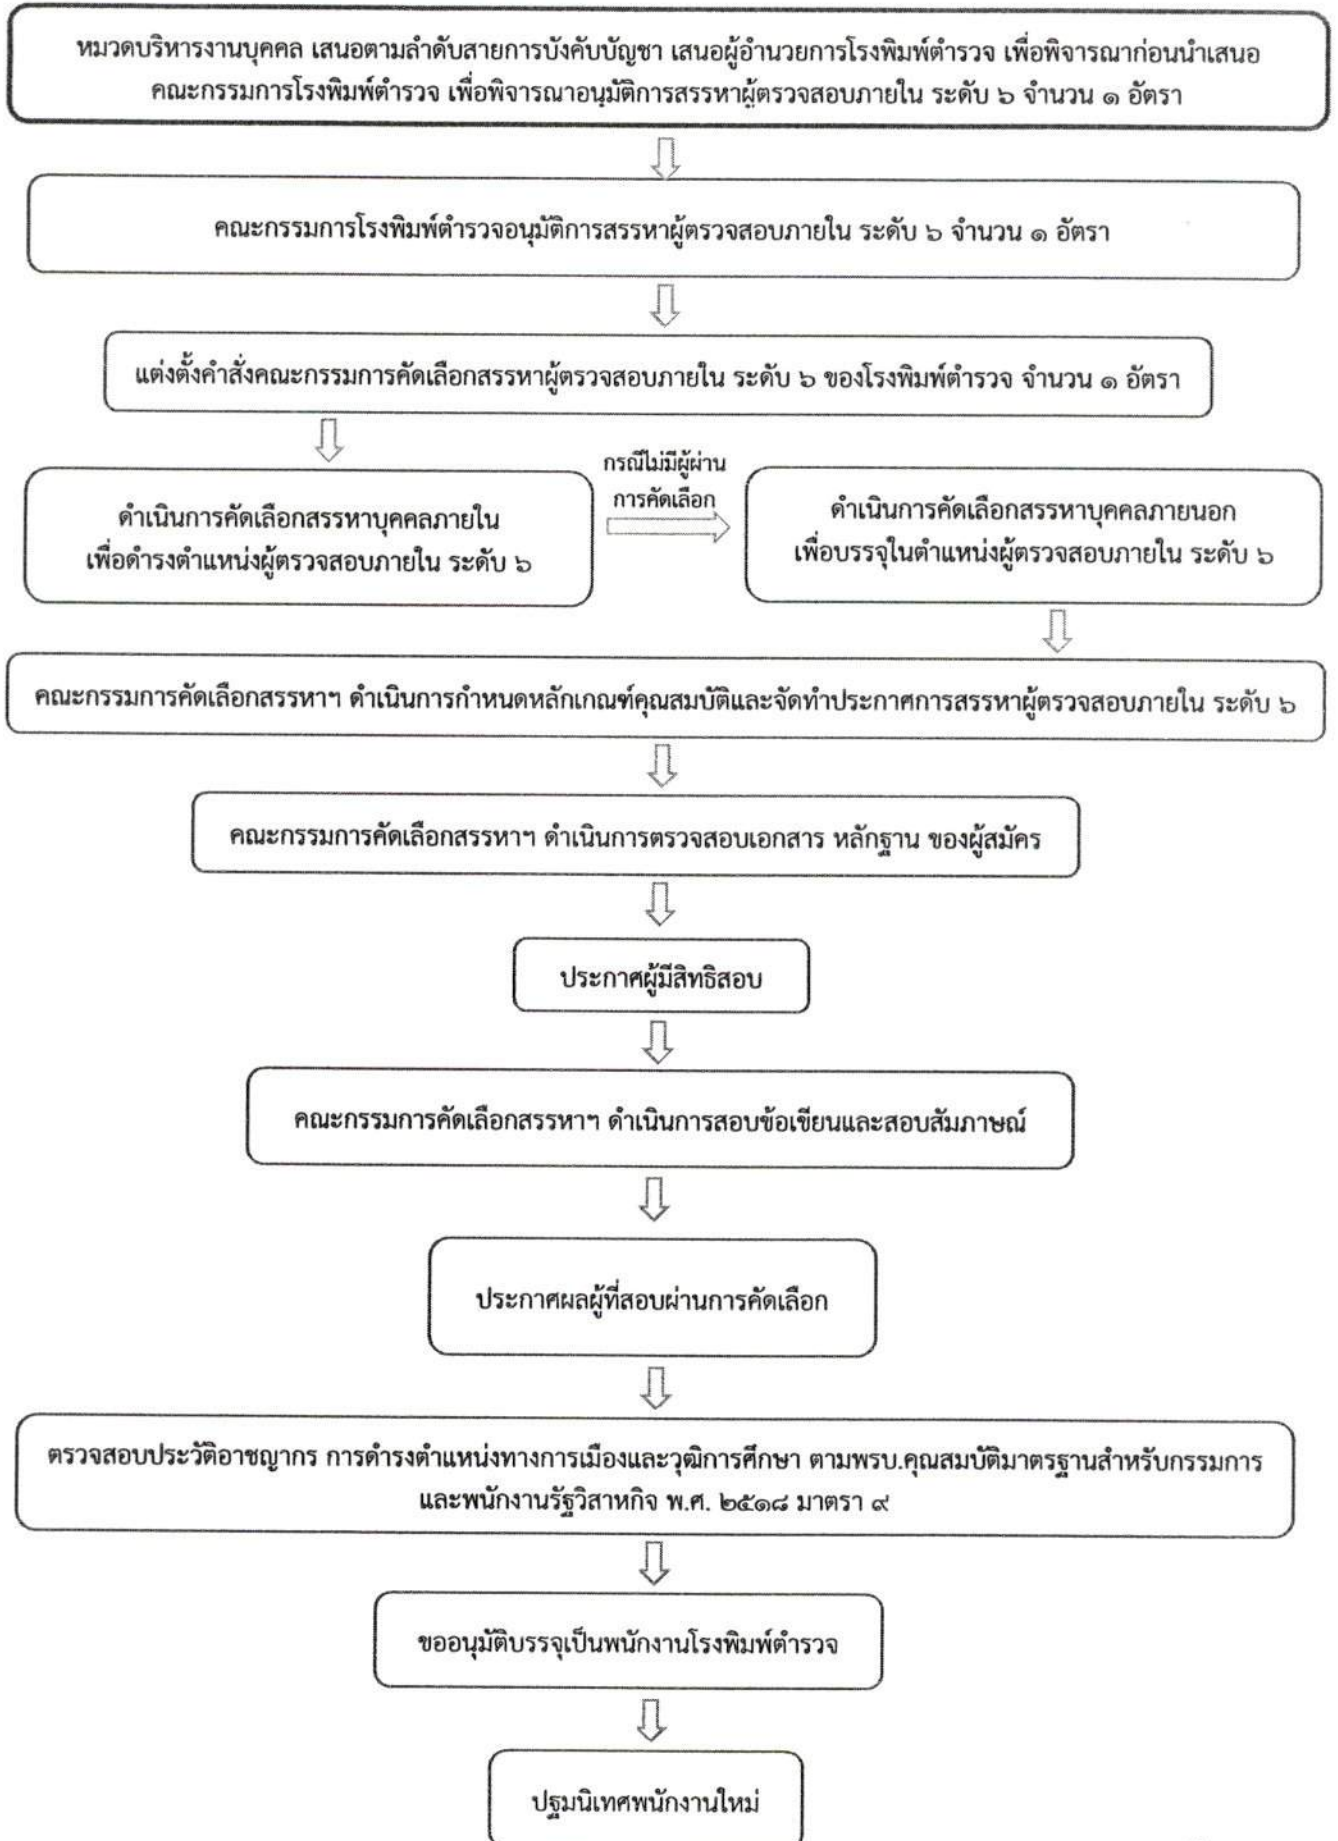 หมวดบริหารงานบุคคล เสนอตามลำดับสายการบังคับบัญชา เสนอผู้อำนวยการโรงพิมพ์ตำรวจ เพื่อพิจารณาก่อนนำเสนอ
คณะกรรมการโรงพิมพ์ตำรวจ เพื่อพิจารณาอนุมัติการสรรหาผู้ตรวจสอบภายใน ระดับ ๖ จำนวน ๑ อัตรา
คณะกรรมการโรงพิมพ์ตำรวจอนุมัติการสรรหาผู้ตรวจสอบภายใน ระดับ ๖ จำนวน ๑ อัตรา
แต่งตั้งคำสั่งคณะกรรมการคัดเลือกสรรหาผู้ตรวจสอบภายใน ระดับ ๖ ของโรงพิมพ์ตำรวจ จำนวน ๑ อัตรา
ดำเนินการคัดเลือกสรรหาบุคคลภายใน
เพื่อดำรงตำแหน่งผู้ตรวจสอบภายใน ระดับ ๖
กรณีไม่มีผู้ผ่าน
การคัดเลือก
ดำเนินการคัดเลือกสรรหาบุคคลภายนอก
เพื่อบรรจุในตำแหน่งผู้ตรวจสอบภายใน ระดับ ๖
คณะกรรมการคัดเลือกสรรหาฯ ดำเนินการกำหนดหลักเกณฑ์คุณสมบัติและจัดทำประกาศการสรรหาผู้ตรวจสอบภายใน ระดับ ๖
คณะกรรมการคัดเลือกสรรหาฯ ดำเนินการตรวจสอบเอกสาร หลักฐาน ของผู้สมัคร
ประกาศผู้มีสิทธิสอบ
คณะกรรมการคัดเลือกสรรหาฯ ดำเนินการสอบข้อเขียนและสอบสัมภาษณ์
ประกาศผลผู้ที่สอบผ่านการคัดเลือก
ตรวจสอบประวัติอาชญากร การดำรงตำแหน่งทางการเมืองและวุฒิการศึกษา ตามพรบ.คุณสมบัติมาตรฐานสำหรับกรรมการ
และพนักงานรัฐวิสาหกิจ พ.ศ. ๒๕๑๘ มาตรา ๙
ขออนุมัติบรรจุเป็นพนักงานโรงพิมพ์ตำรวจ
ปฐมนิเทศพนักงานใหม่